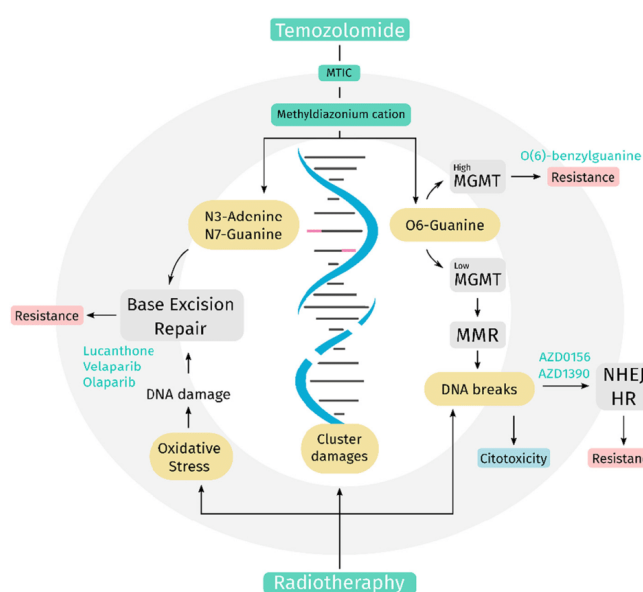 Temozolomide
MTIC
Methyldiazonium cation
O(6)-benzylguanine
High
MGMT
Resistance
N3-Adenine
N7-Guanine
O6-Guanine
Low
MGMT
Resistance
Base Excision
Repair
MMR
Lucanthone
Velaparib
Olaparib
AZD0156
AZD1390
DNA damage
DNA breaks
NHEJ
HR
Oxidative
Stress
Cluster
damages
Citotoxicity
Resistanc
Radiotheraphy